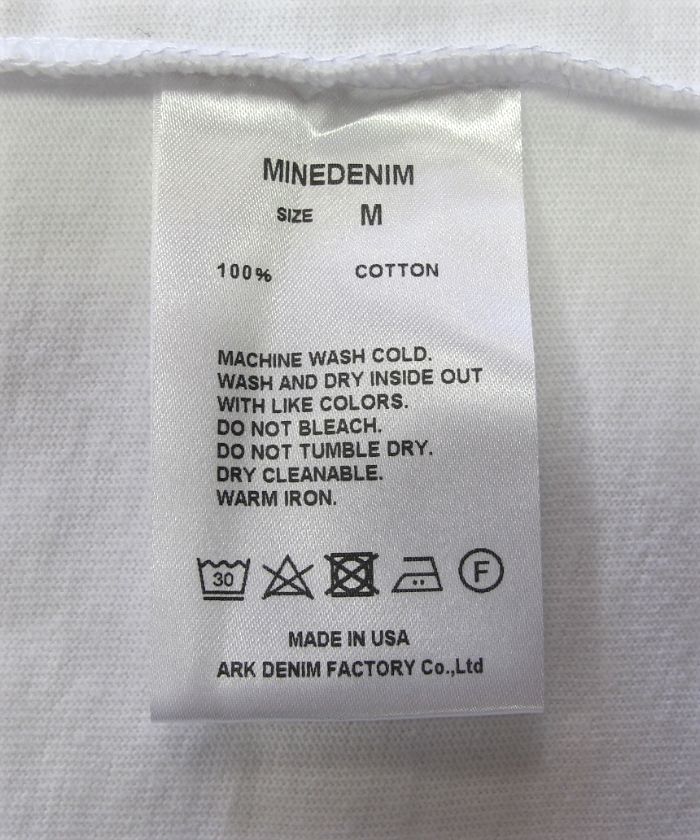 MINEDENIM
SIZE M
100% COTTON
MACHINE WASH COLD.
WASH AND DRY INSIDE OUT
WITH LIKE COLORS.
DO NOT BLEACH.
DO NOT TUMBLE DRY.
DRY CLEANABLE.
WARM IRON.
30 F
MADE IN USA
ARK DENIM FACTORY Co.,Ltd